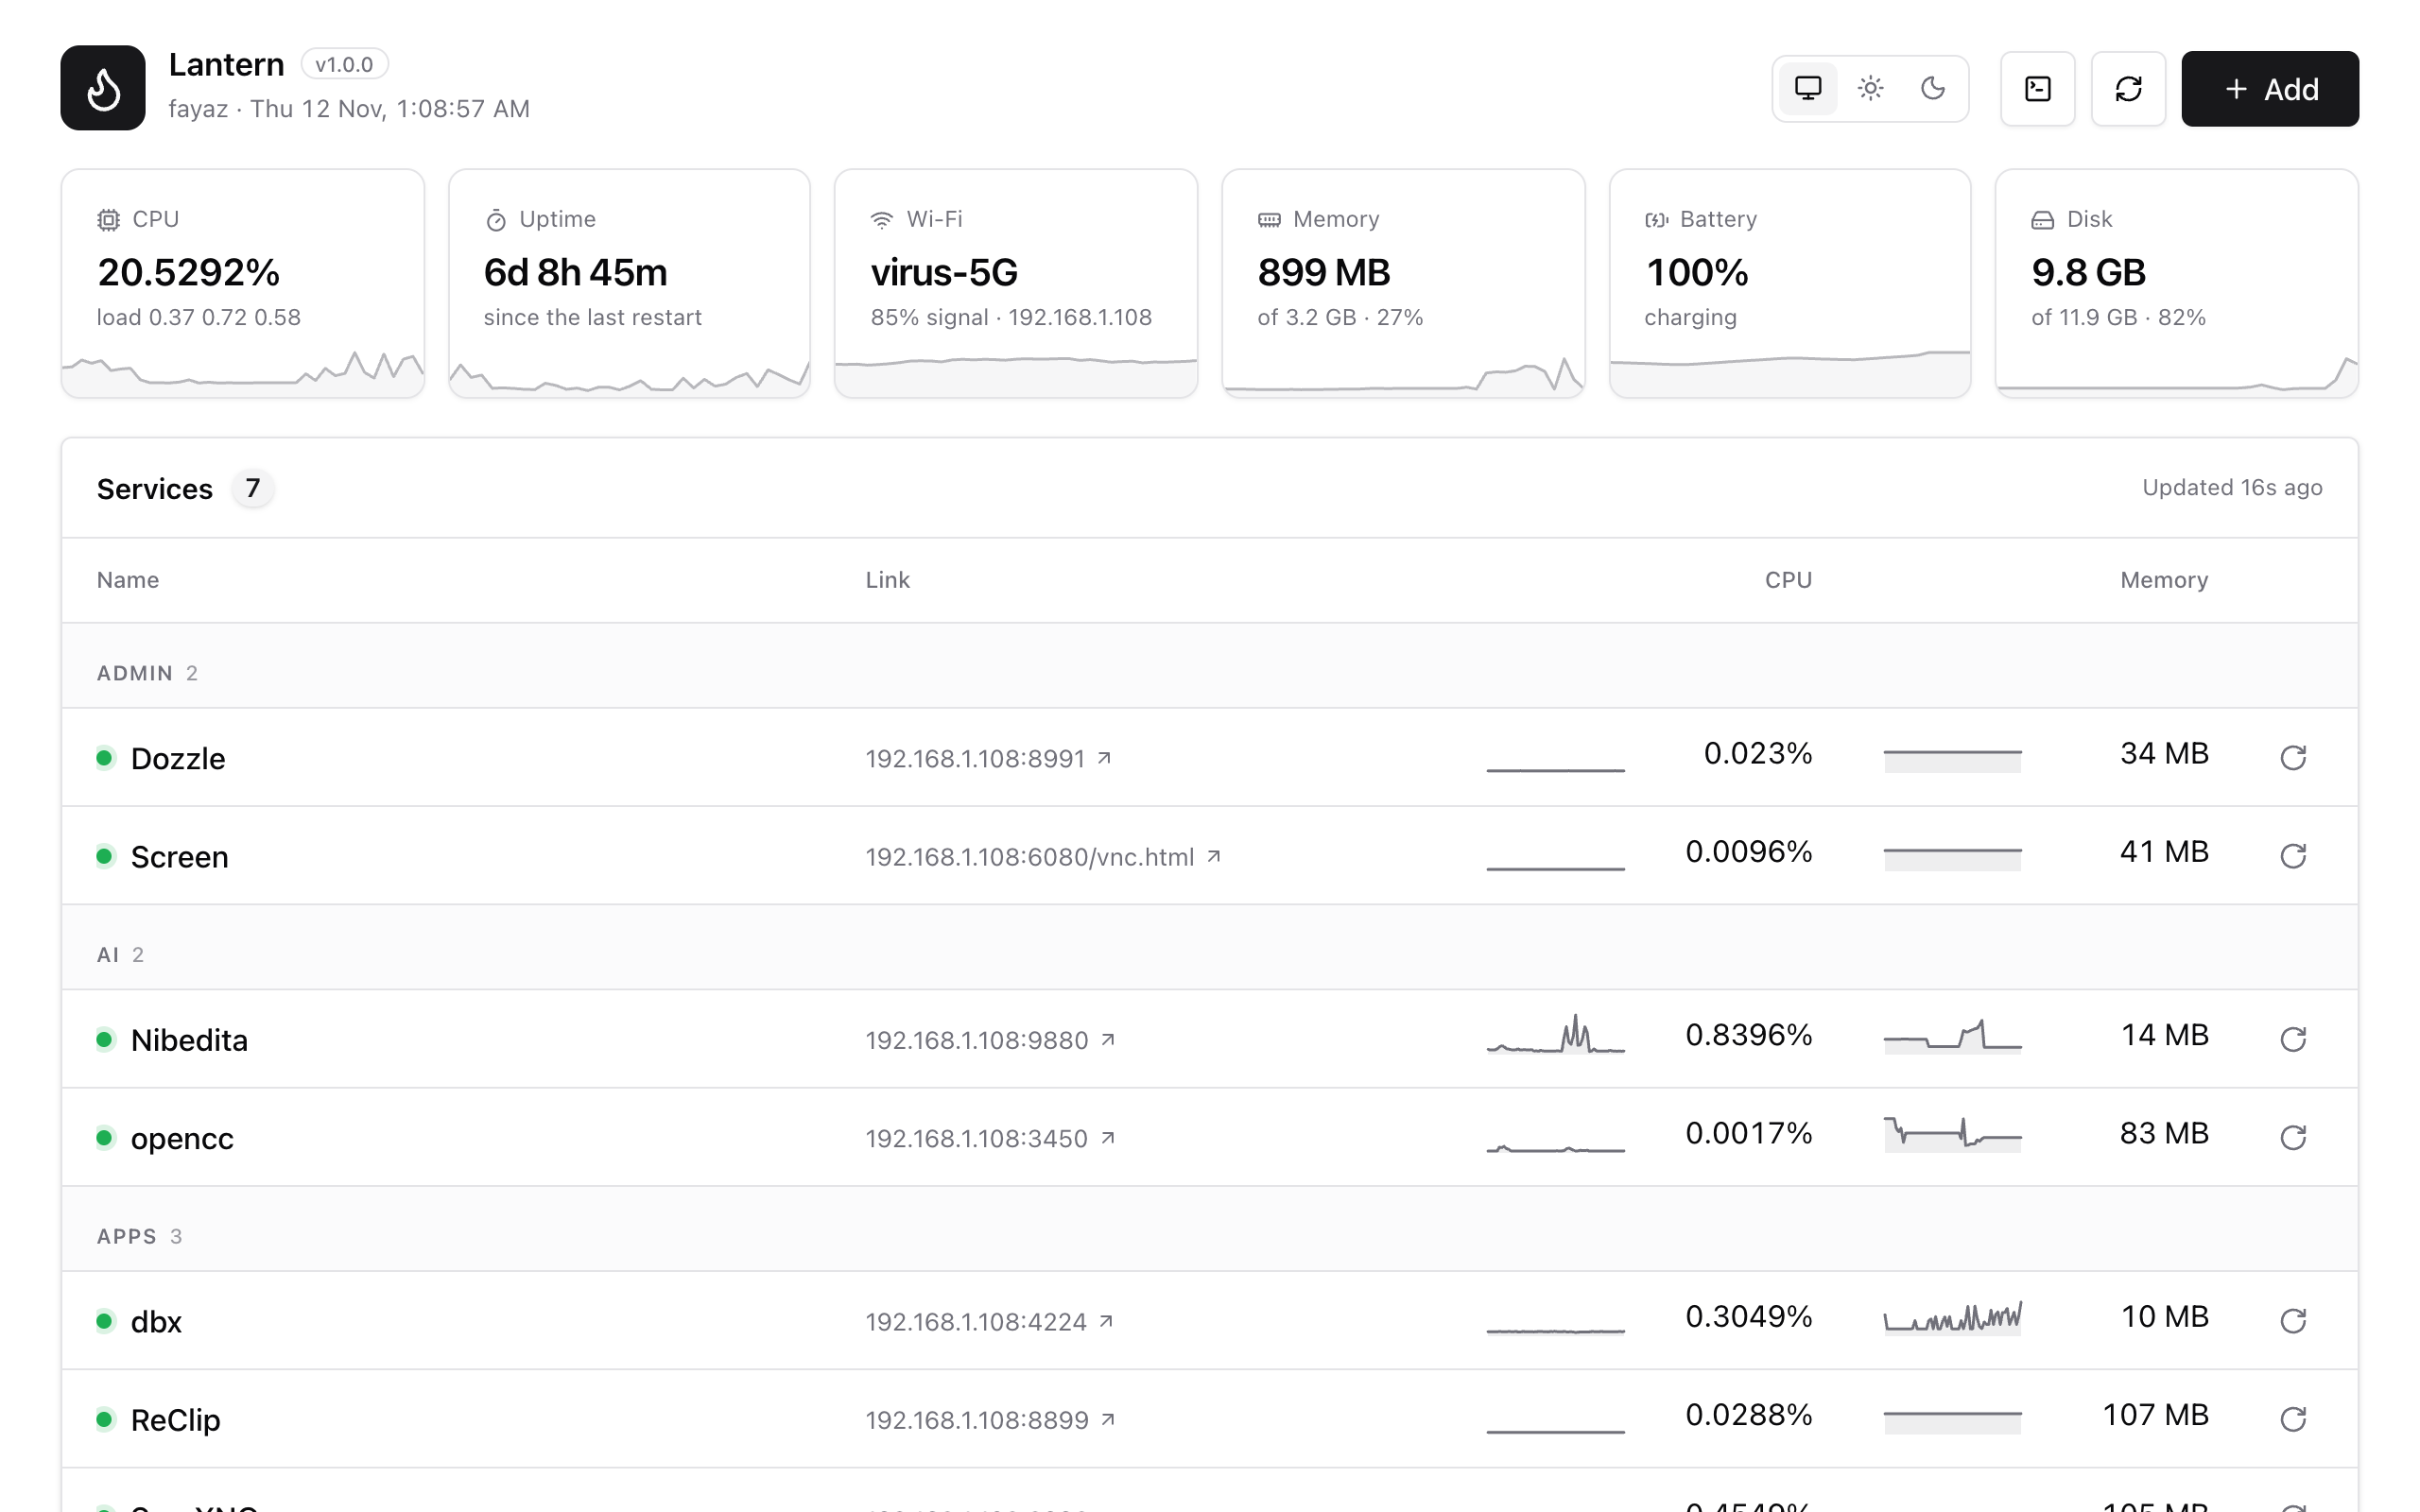 Lantern v1.0.0
fayaz · Thu 12 Nov, 1:08:57 AM
+ Add
CPU
20.5292%
load 0.37 0.72 0.58
Uptime
6d 8h 45m
since the last restart
Wi-Fi
virus-5G
85% signal · 192.168.1.108
Memory
899 MB
of 3.2 GB · 27%
Battery
100%
charging
Disk
9.8 GB
of 11.9 GB · 82%
Services 7 Updated 16s ago
Name Link CPU Memory
ADMIN 2
Dozzle 192.168.1.108:8991 0.023% 34 MB
Screen 192.168.1.108:6080/vnc.html 0.0096% 41 MB
AI 2
Nibedita 192.168.1.108:9880 0.8396% 14 MB
opencc 192.168.1.108:3450 0.0017% 83 MB
APPS 3
dbx 192.168.1.108:4224 0.3049% 10 MB
ReClip 192.168.1.108:8899 0.0288% 107 MB